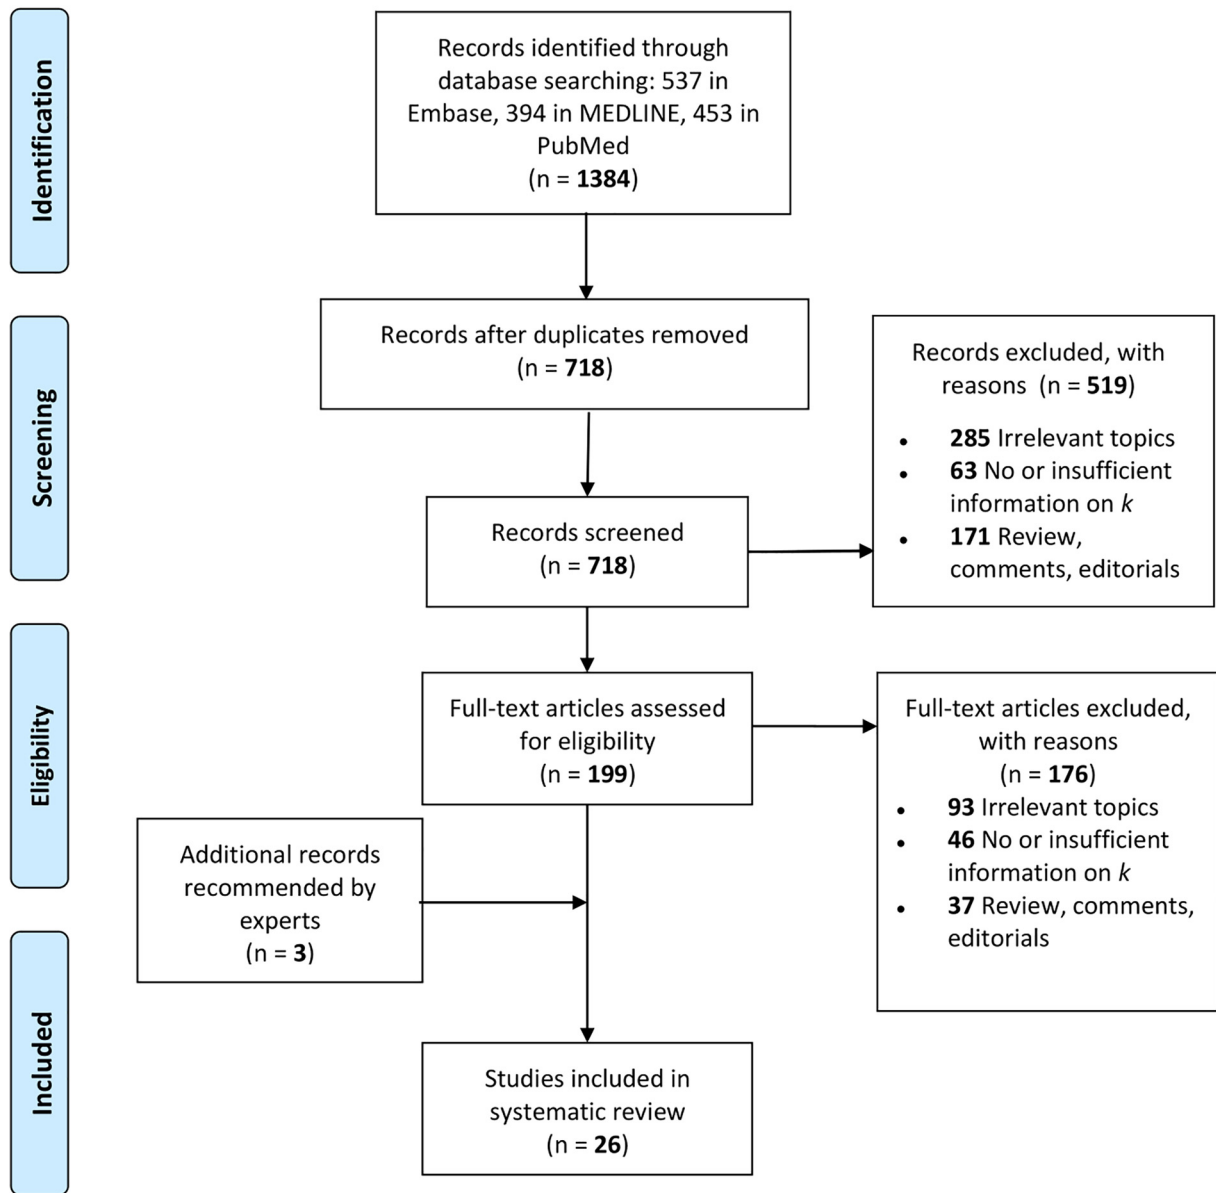 Identification
Records identified through
database searching: 537 in
Embase, 394 in MEDLINE, 453 in
PubMed
(n = 1384)
Screening
Records after duplicates removed
(n = 718)
Records excluded, with
reasons (n = 519)
• 285 Irrelevant topics
• 63 No or insufficient
information on k
• 171 Review,
comments, editorials
Records screened
(n = 718)
Eligibility
Full-text articles assessed
for eligibility
(n = 199)
Full-text articles excluded,
with reasons
(n = 176)
• 93 Irrelevant topics
• 46 No or insufficient
information on k
• 37 Review, comments,
editorials
Additional records
recommended by
experts
(n = 3)
Included
Studies included in
systematic review
(n = 26)